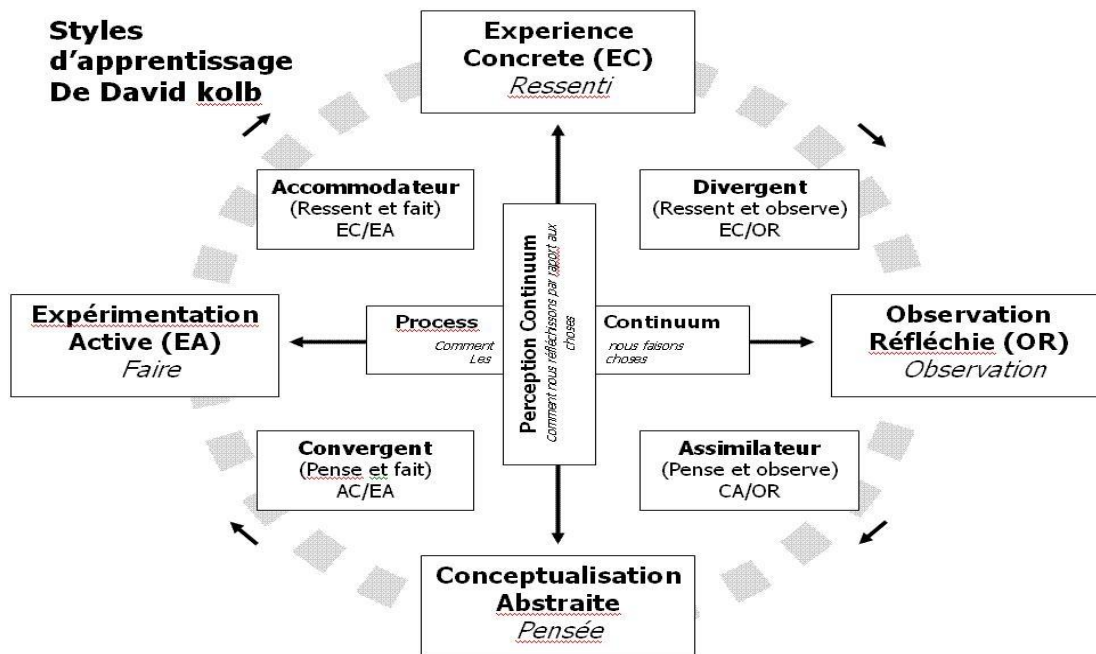 Styles
d’apprentissage
De David kolb
Experience
Concrete (EC)
Ressenti
Accommodateur
(Ressent et fait)
EC/EA
Divergent
(Ressent et observe)
EC/OR
Expérimentation
Active (EA)
Faire
Process
Comment
Les
Perception Continuum
Comment nous réfléchissons par raport aux
choses
Continuum
nous faisons
choses
Observation
Réfléchie (OR)
Observation
Convergent
(Pense et fait)
AC/EA
Assimilateur
(Pense et observe)
CA/OR
Conceptualisation
Abstraite
Pensée